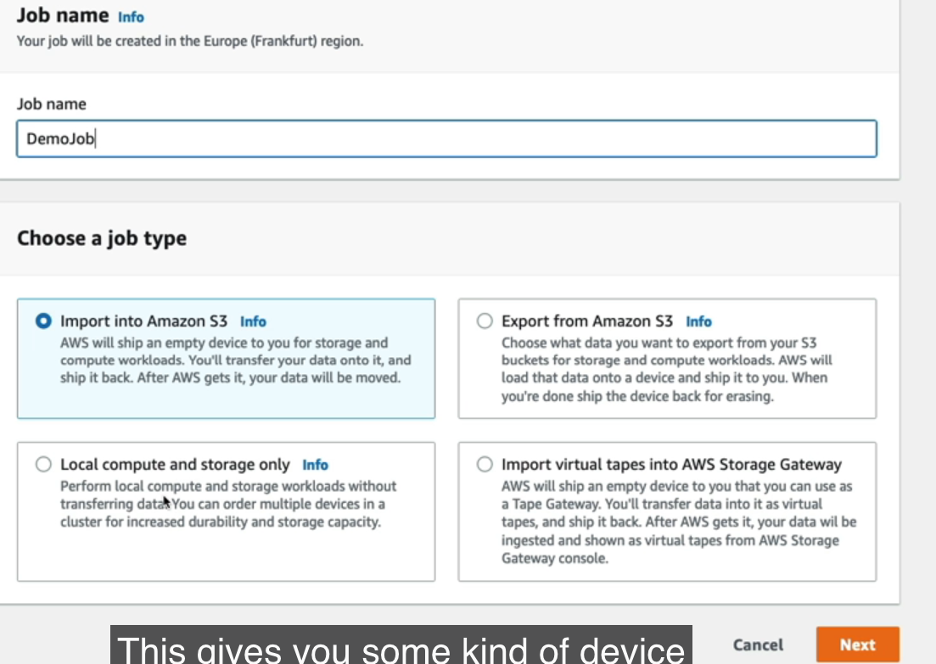 Job name Info
Your job will be created in the Europe (Frankfurt) region.
Job name
DemoJob
Choose a job type
Import into Amazon S3 Info
AWS will ship an empty device to you for storage and
compute workloads. You'll transfer your data onto it, and
ship it back. After AWS gets it, your data will be moved.
Export from Amazon S3 Info
Choose what data you want to export from your S3
buckets for storage and compute workloads. AWS will
load that data onto a device and ship it to you. When
you're done ship the device back for erasing.
Local compute and storage only Info
Perform local compute and storage workloads without
transferring data. You can order multiple devices in a
cluster for increased durability and storage capacity.
Import virtual tapes into AWS Storage Gateway
AWS will ship an empty device to you that you can use as
a Tape Gateway. You'll transfer data into it as virtual
tapes, and ship it back. After AWS gets it, your data wil be
ingested and shown as virtual tapes from AWS Storage
Gateway console.
This gives you some kind of device
Cancel
Next